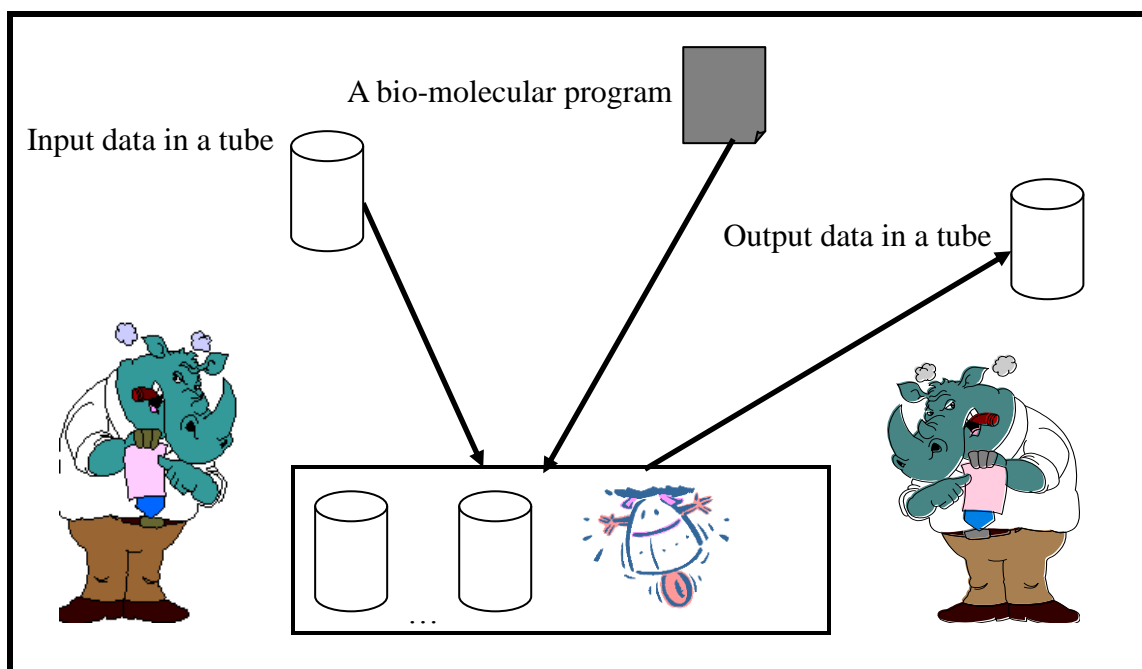 A bio-molecular program
Input data in a tube
Output data in a tube
...